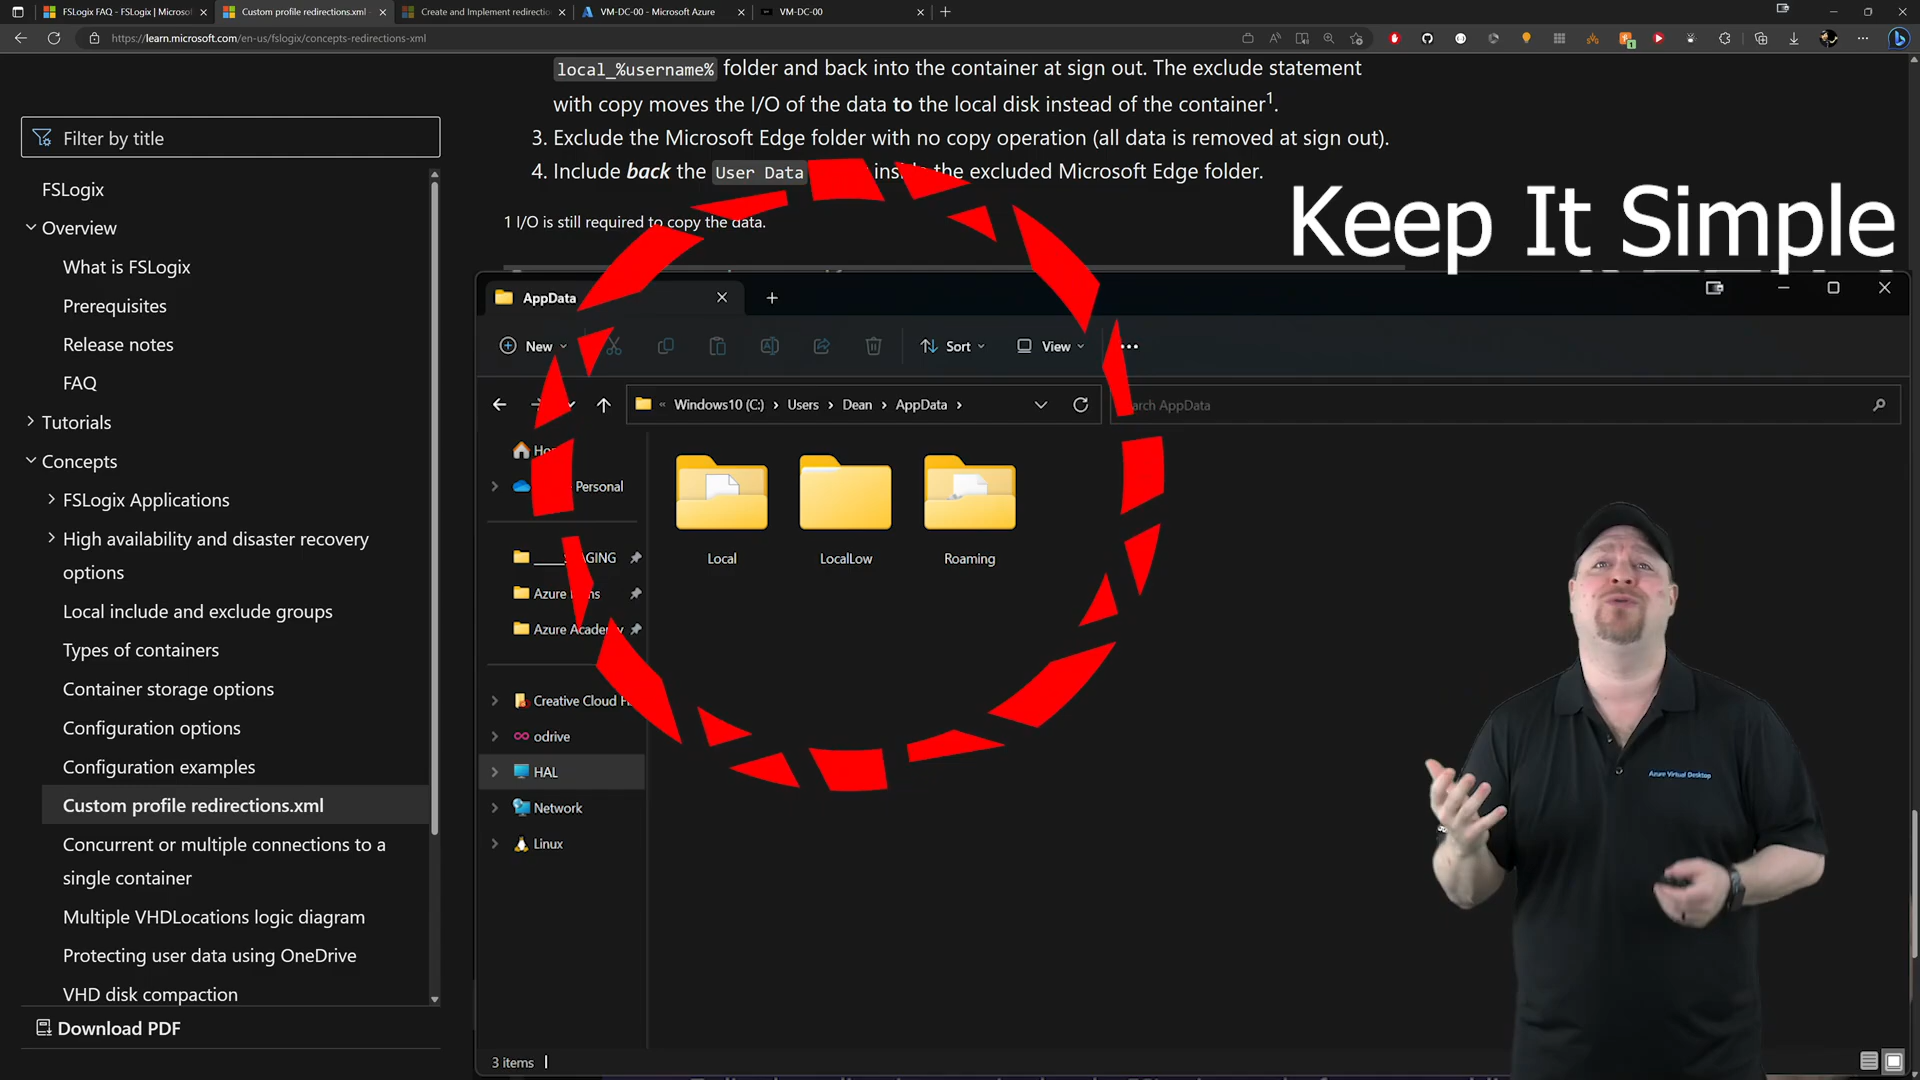 FSLogix FAQ - FSLogix | Microsof
Custom profile redirections.xml -
Create and Implement redirectio
VM-DC-00 - Microsoft Azure
VM-DC-00
https://learn.microsoft.com/en-us/fslogix/concepts-redirections-xml
local_%username% folder and back into the container at sign out. The exclude statement
with copy moves the I/O of the data to the local disk instead of the container1.
3. Exclude the Microsoft Edge folder with no copy operation (all data is removed at sign out).
4. Include back the User Data inside the excluded Microsoft Edge folder.
1 I/O is still required to copy the data.
Keep It Simple
Filter by title
FSLogix
Overview
What is FSLogix
Prerequisites
Release notes
FAQ
Tutorials
Concepts
FSLogix Applications
High availability and disaster recovery
options
Local include and exclude groups
Types of containers
Container storage options
Configuration options
Configuration examples
Custom profile redirections.xml
Concurrent or multiple connections to a
single container
Multiple VHDLocations logic diagram
Protecting user data using OneDrive
VHD disk compaction
Download PDF
AppData
New
Sort
View
Windows10 (C:) › Users › Dean › AppData ›
AppData
Personal
Azure
Azure Academy
Creative Cloud
odrive
HAL
Network
Linux
Local
LocalLow
Roaming
3 items
Azure Virtual Desktop